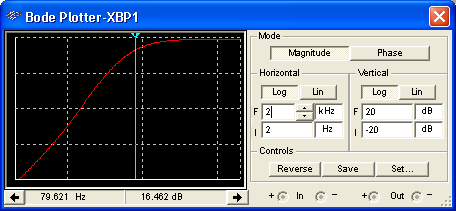 Bode Plotter-XBP1
Mode
Magnitude Phase
Horizontal Vertical
Log Lin Log Lin
F 2 kHz F 20 dB
I 2 Hz I -20 dB
Controls
Reverse Save Set...
79.621 Hz 16.462 dB
+ In − + Out −